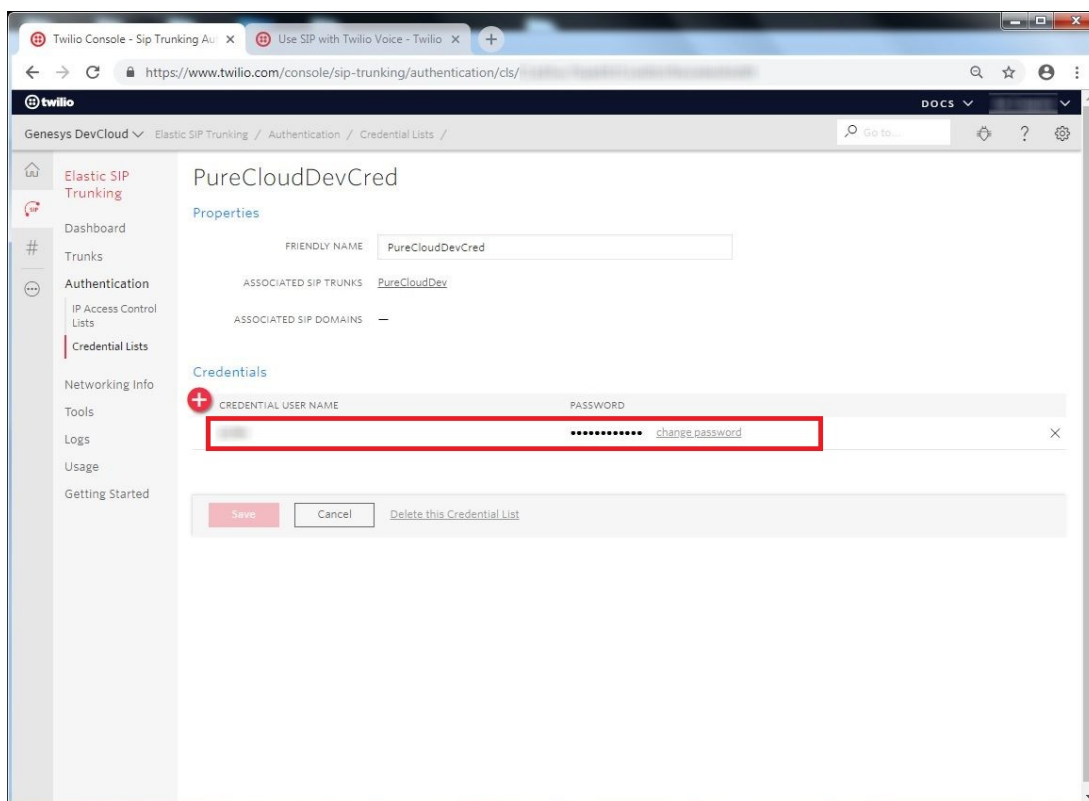 Twilio Console - Sip Trunking Au
Use SIP with Twilio Voice - Twilio
https://www.twilio.com/console/sip-trunking/authentication/cls/
twilio
DOCS
Genesys DevCloud Elastic SIP Trunking / Authentication / Credential Lists /
Go to...
?
SIP
#
Elastic SIP
Trunking
Dashboard
Trunks
Authentication
IP Access Control
Lists
Credential Lists
Networking Info
Tools
Logs
Usage
Getting Started
PureCloudDevCred
Properties
FRIENDLY NAME PureCloudDevCred
ASSOCIATED SIP TRUNKS PureCloudDev
ASSOCIATED SIP DOMAINS —
Credentials
CREDENTIAL USER NAME PASSWORD
•••••••••••• change password
Save Cancel Delete this Credential List